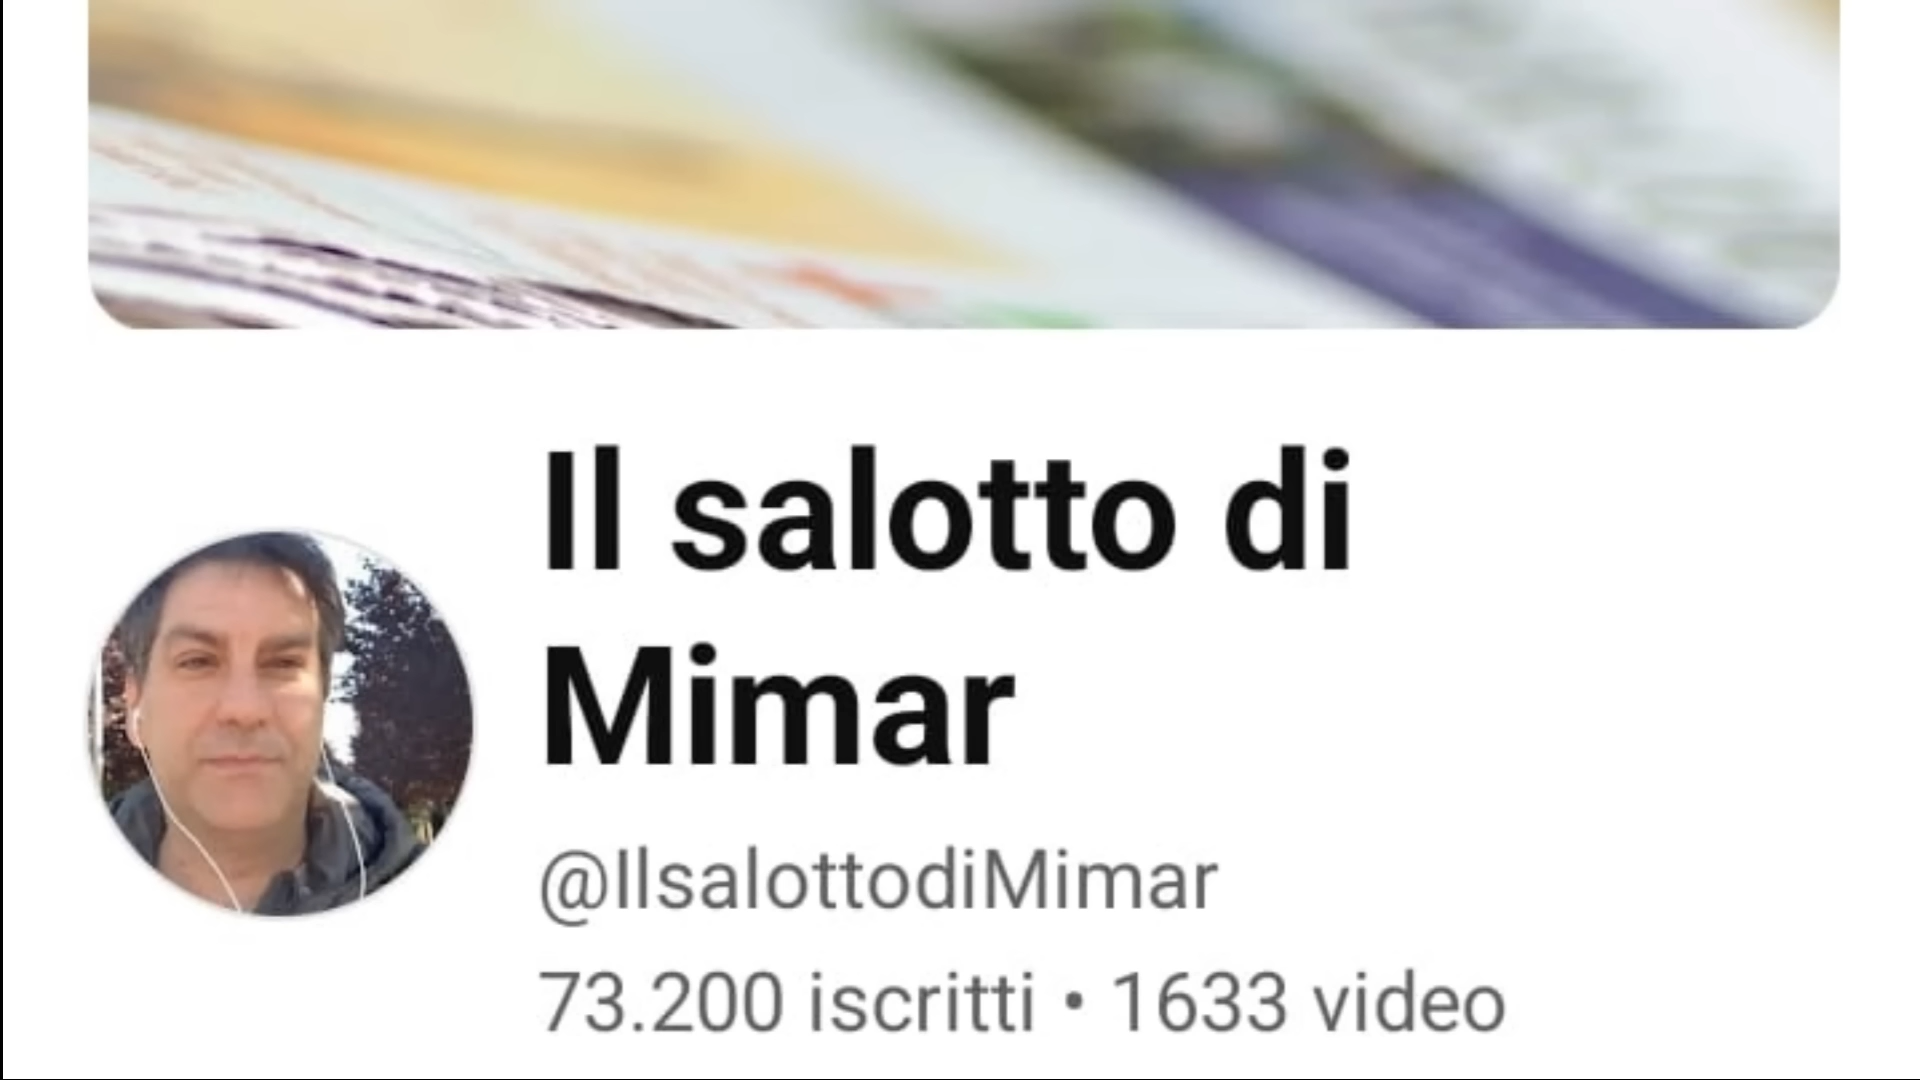 Il salotto di
Mimar
@IlsalottodiMimar
73.200 iscritti • 1633 video